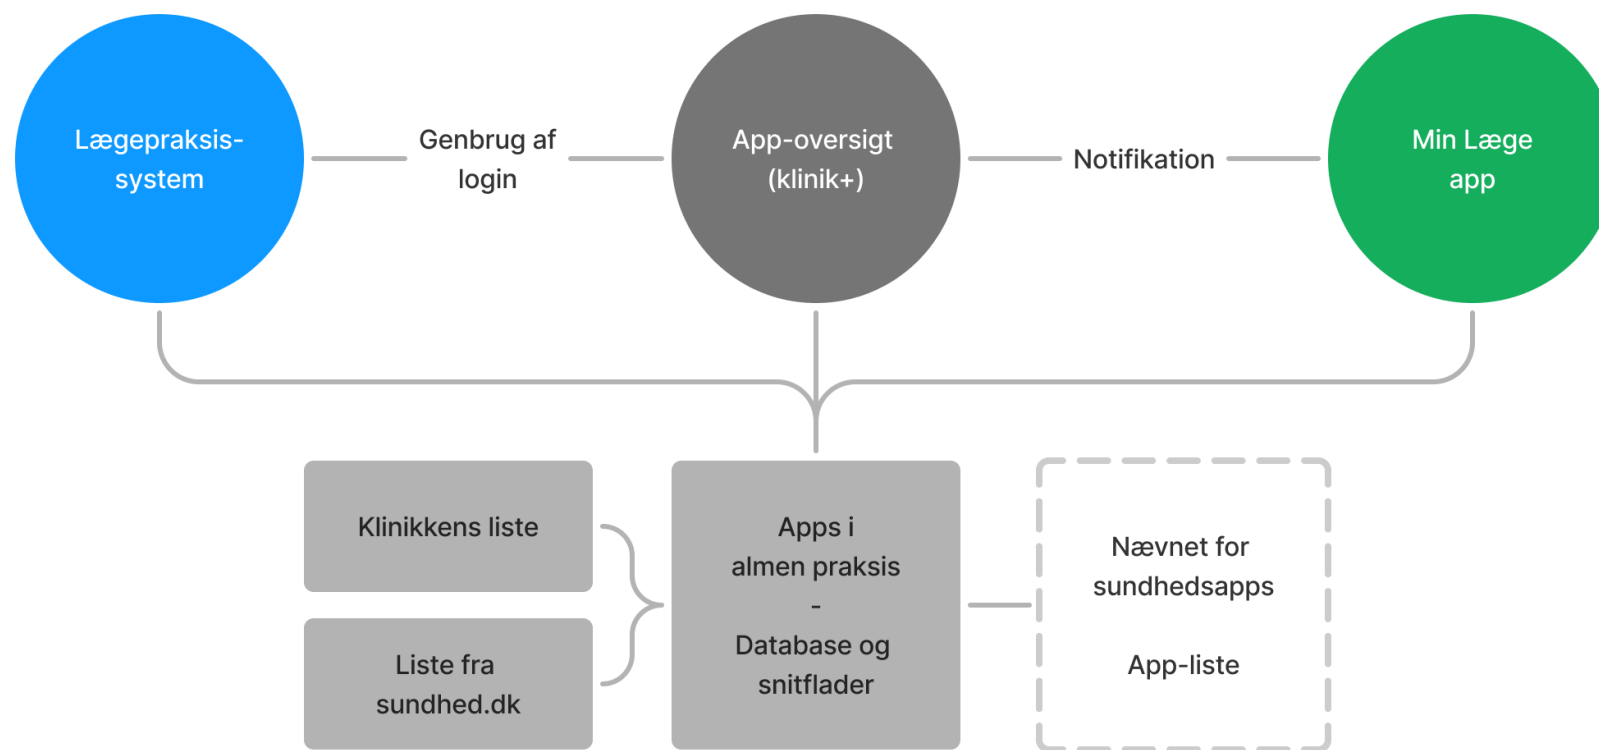 Lægepraksis-
system
Genbrug af
login
App-oversigt
(klinik+)
Notifikation
Min Læge
app
Klinikkens liste
Liste fra
sundhed.dk
Apps i
almen praksis
-
Database og
snitflader
Nævnet for
sundhedsapps
App-liste